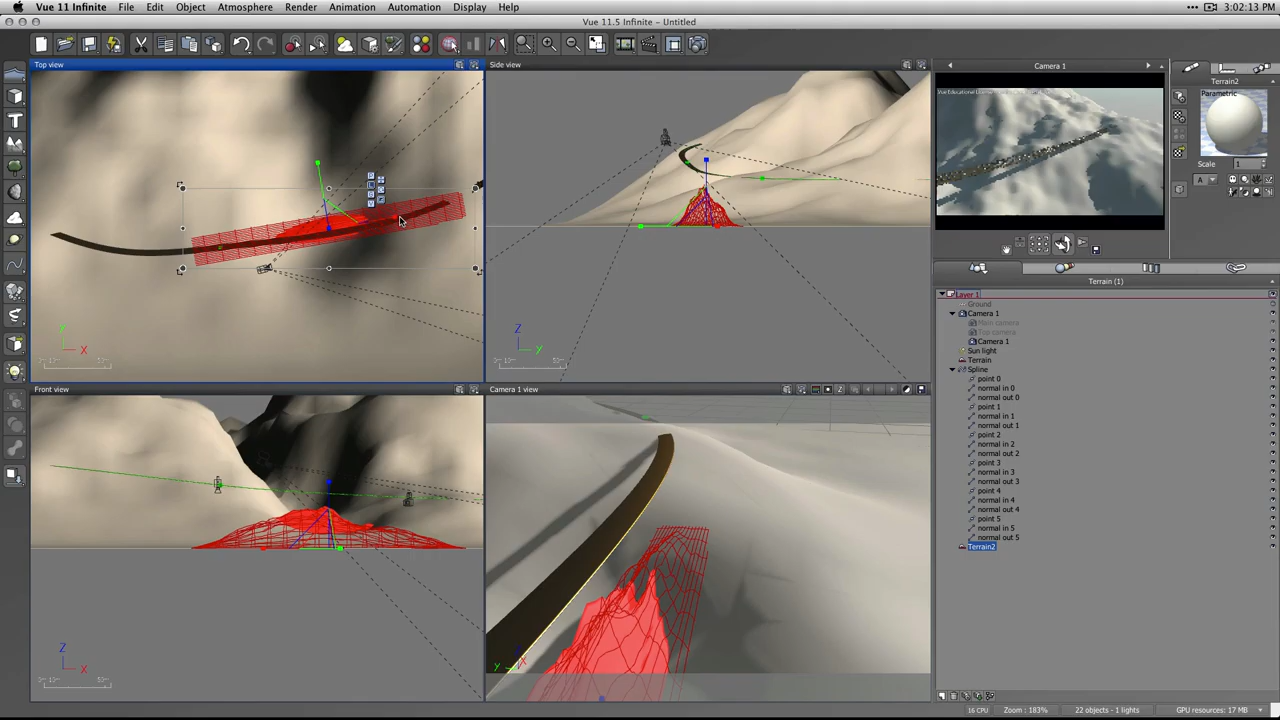 Vue 11 Infinite File Edit Object Atmosphere Render Animation Automation Display Help 3:02:13 PM
Vue 11.5 Infinite - Untitled
Top view
Side view
Camera 1
Terrain2
Parametric
Scale 1
A
Y
X
Z
Y
Terrain (1)
Layer 1
Ground
Camera 1
Main camera
Top camera
Camera 1
Sun light
Terrain
Spline
point 0
normal in 0
normal out 0
point 1
normal in 1
normal out 1
point 2
normal in 2
normal out 2
point 3
normal in 3
normal out 3
point 4
normal in 4
normal out 4
point 5
normal in 5
normal out 5
Terrain2
Front view
Camera 1 view
Z
X
y
X
16 CPU Zoom : 183% 22 objects - 1 lights GPU resources: 17 MB